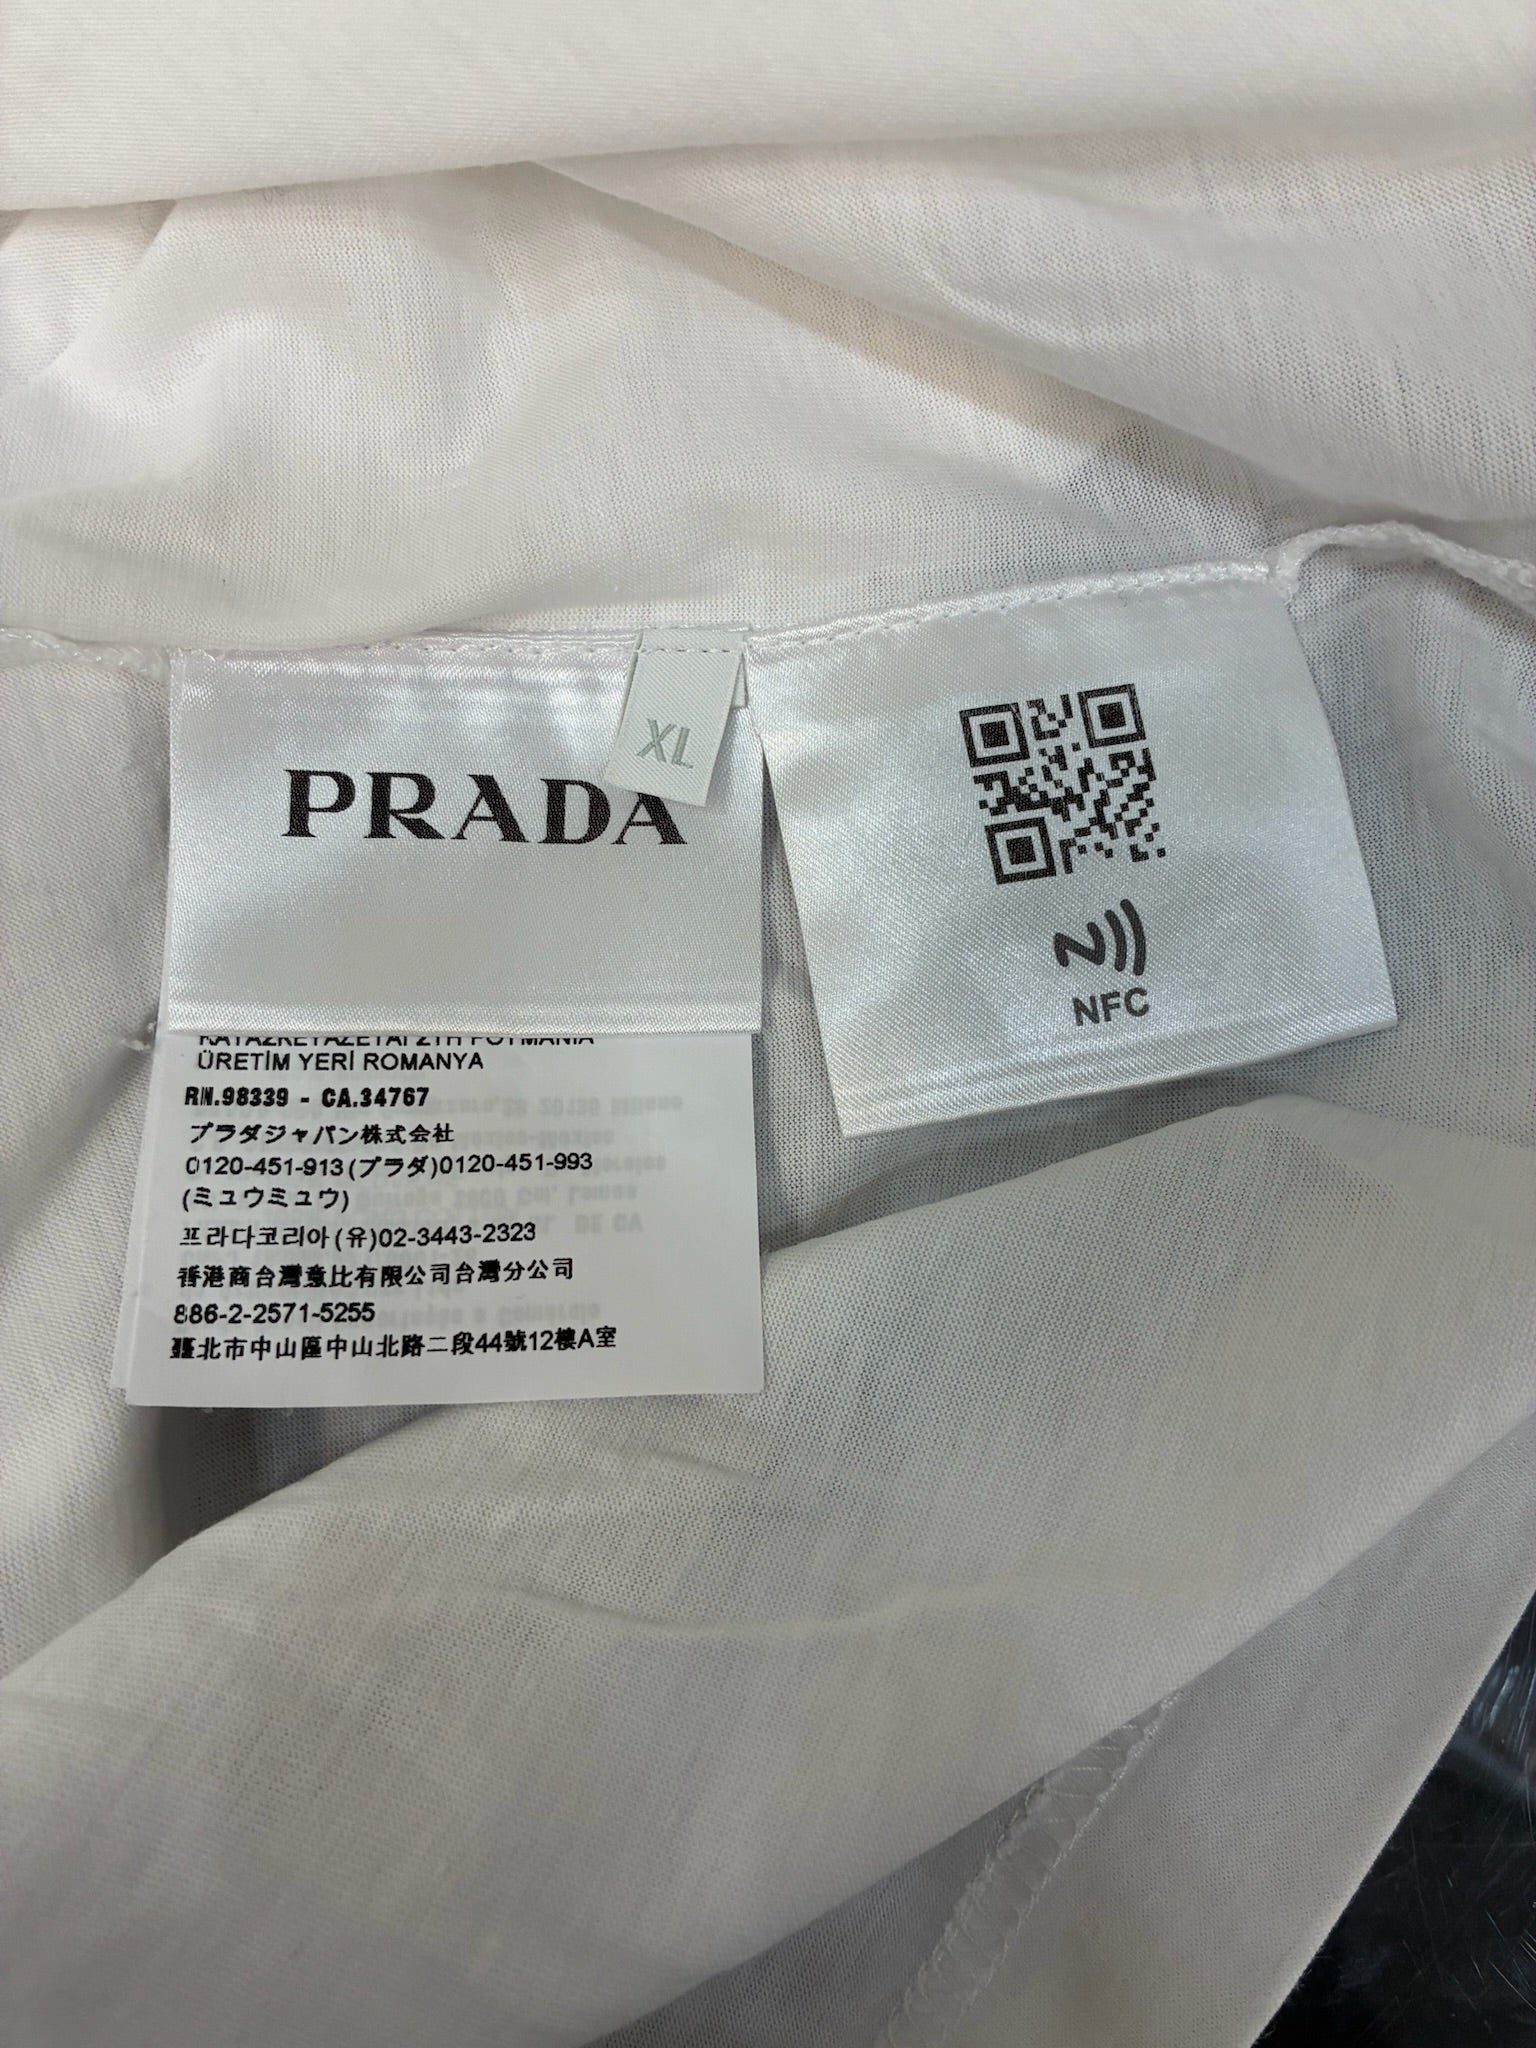 PRADA
XL
NFC
ÜRETİM YERİ ROMANYA
RN.98339 - CA.34767
プラダジャパン株式会社
0120-451-913(プラダ)0120-451-993
(ミュウミュウ)
프라다코리아(유)02-3443-2323
香港商台灣意比有限公司台灣分公司
886-2-2571-5255
臺北市中山區中山北路二段44號12樓A室